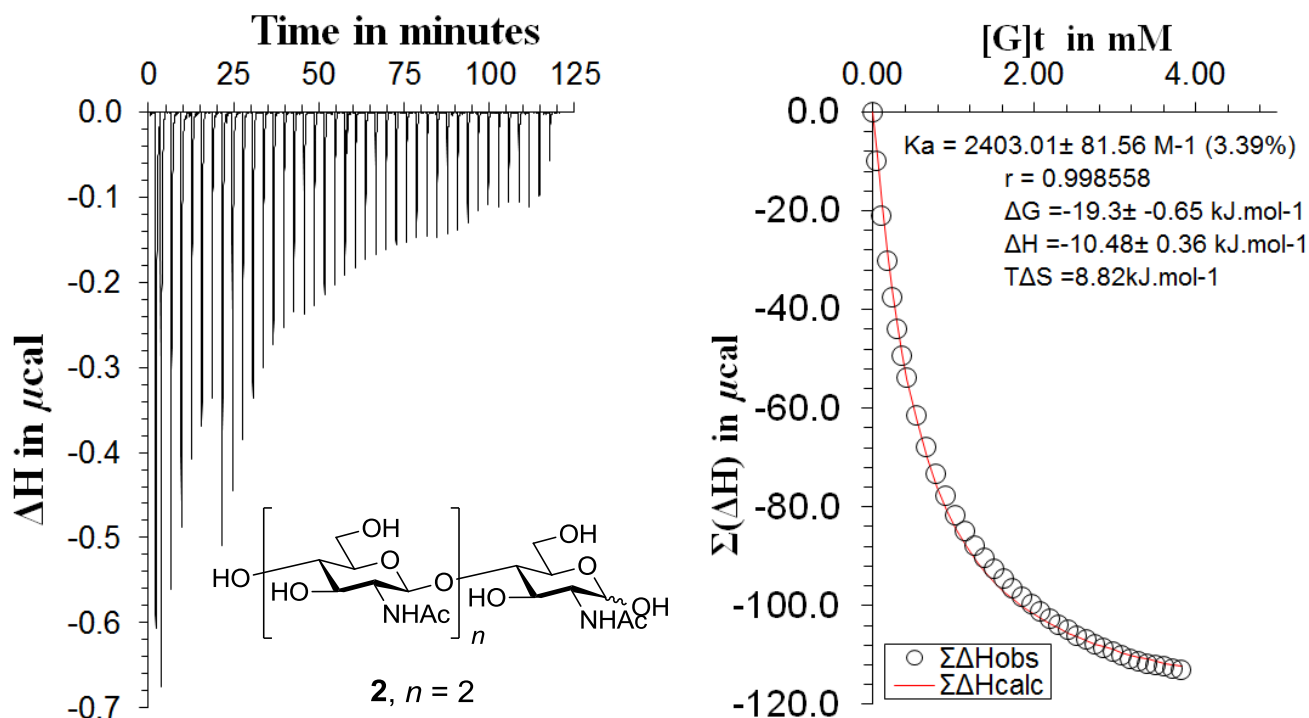 Time in minutes
0 25 50 75 100 125
0.0
-0.1
-0.2
-0.3
-0.4
-0.5
-0.6
-0.7
ΔH in μcal
OH
HO
O
HO
NHAc
O
n
OH
O
HO
NHAc
OH
2, n = 2
[G]t in mM
0.00 2.00 4.00
0.0
-20.0
-40.0
-60.0
-80.0
-100.0
-120.0
Σ(ΔH) in μcal
Ka = 2403.01± 81.56 M-1 (3.39%)
r = 0.998558
ΔG =-19.3± -0.65 kJ.mol-1
ΔH =-10.48± 0.36 kJ.mol-1
TΔS =8.82kJ.mol-1
ΣΔHobs
ΣΔHcalc